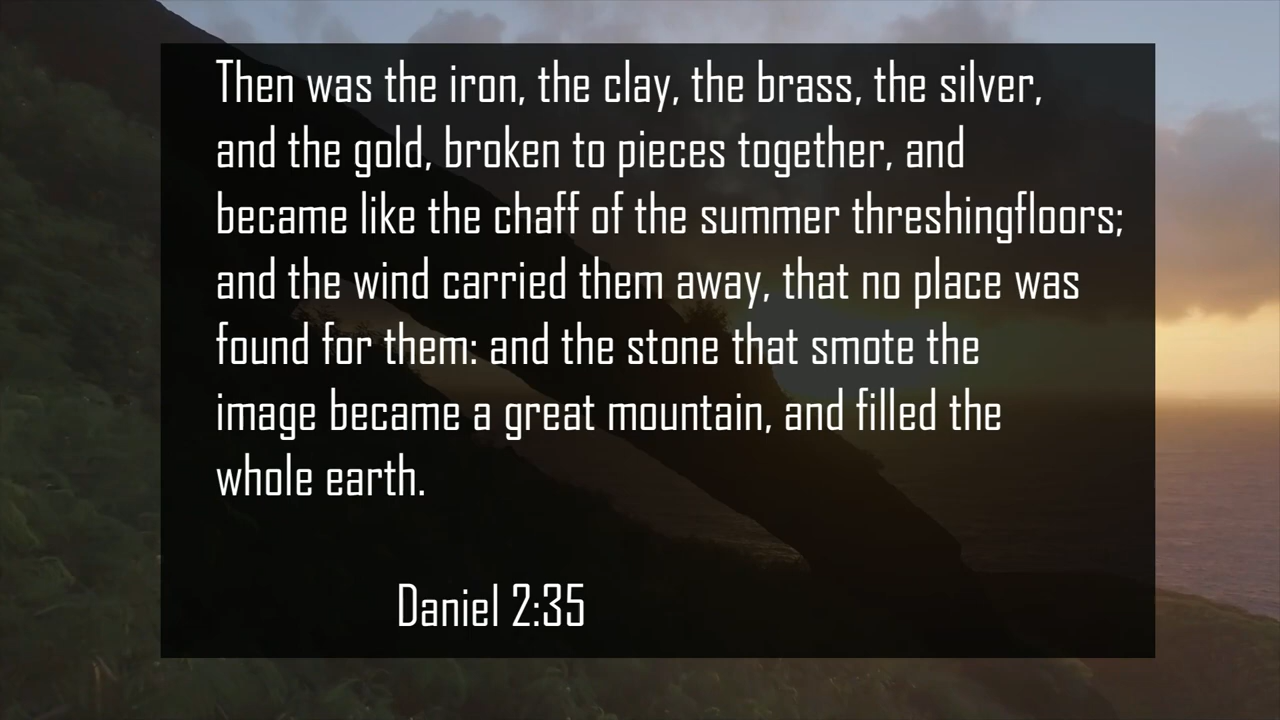 Then was the iron, the clay, the brass, the silver,
and the gold, broken to pieces together, and
became like the chaff of the summer threshingfloors;
and the wind carried them away, that no place was
found for them: and the stone that smote the
image became a great mountain, and filled the
whole earth.
Daniel 2:35